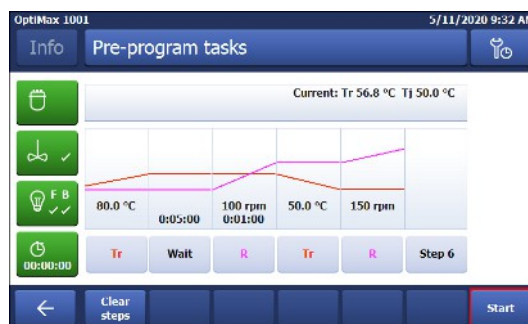 OptiMax 1001 5/11/2020 9:32 AM
Info Pre-program tasks
Current: Tr 56.8 °C Tj 50.0 °C
F B
80.0 °C 0:05:00 100 rpm 0:01:00 50.0 °C 150 rpm
00:00:00 Tr Wait R Tr R Step 6
Clear steps Start